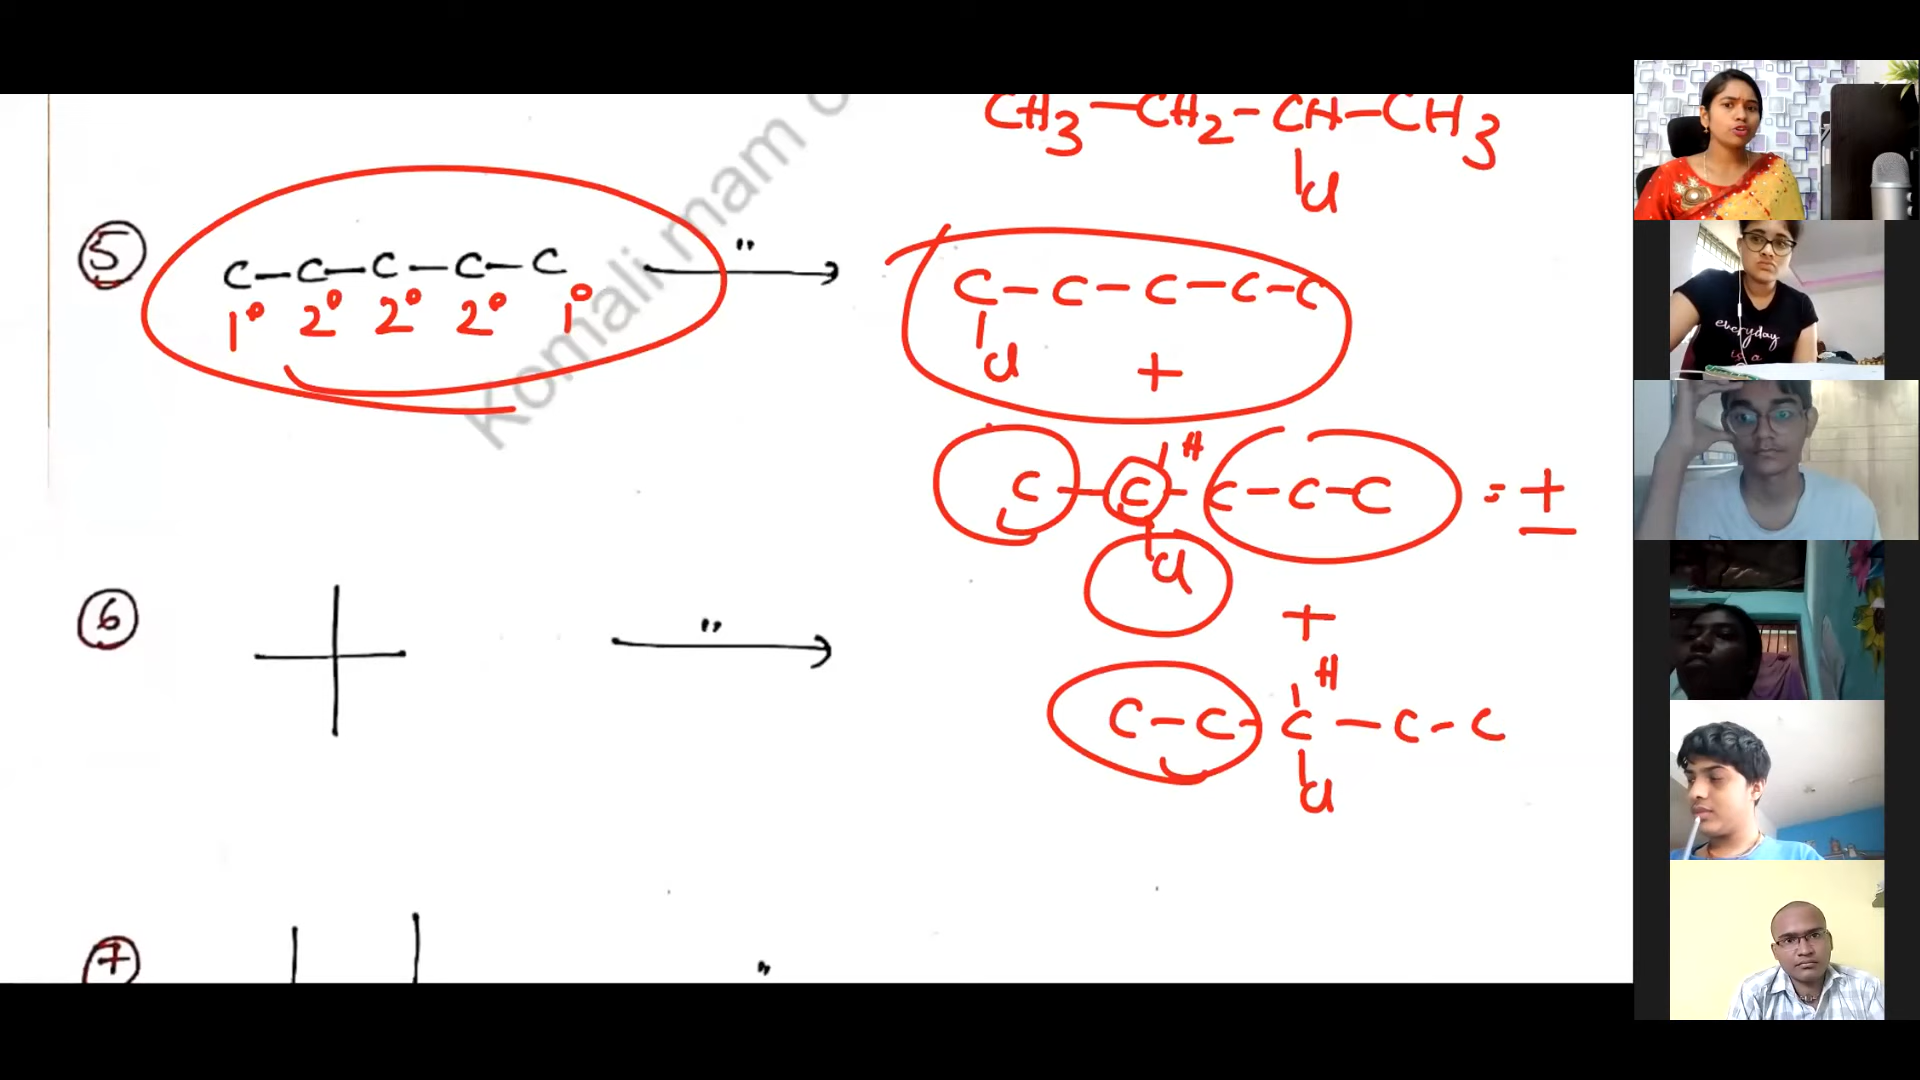 CH3—CH2—CH—CH3
Cl
Komali mam
5 C—C—C—C—C "
1° 2° 2° 2° 1°
C—C—C—C—C
Cl
+
H
C—C—C—C—C = ±
Cl
+
6 "
H
C—C—C—C—C
Cl
7 "
everyday
is a